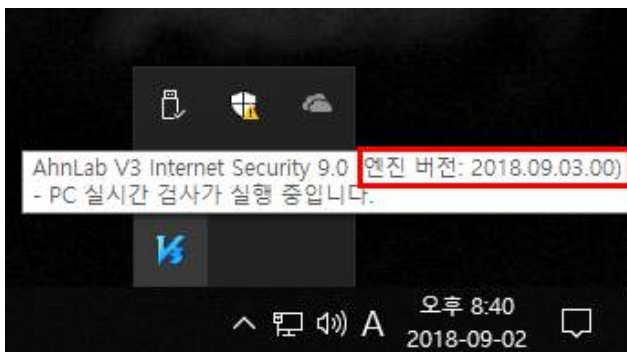 AhnLab V3 Internet Security 9.0 엔진 버전: 2018.09.03.00)
- PC 실시간 검사가 실행 중입니다.
V3
A
오후 8:40
2018-09-02